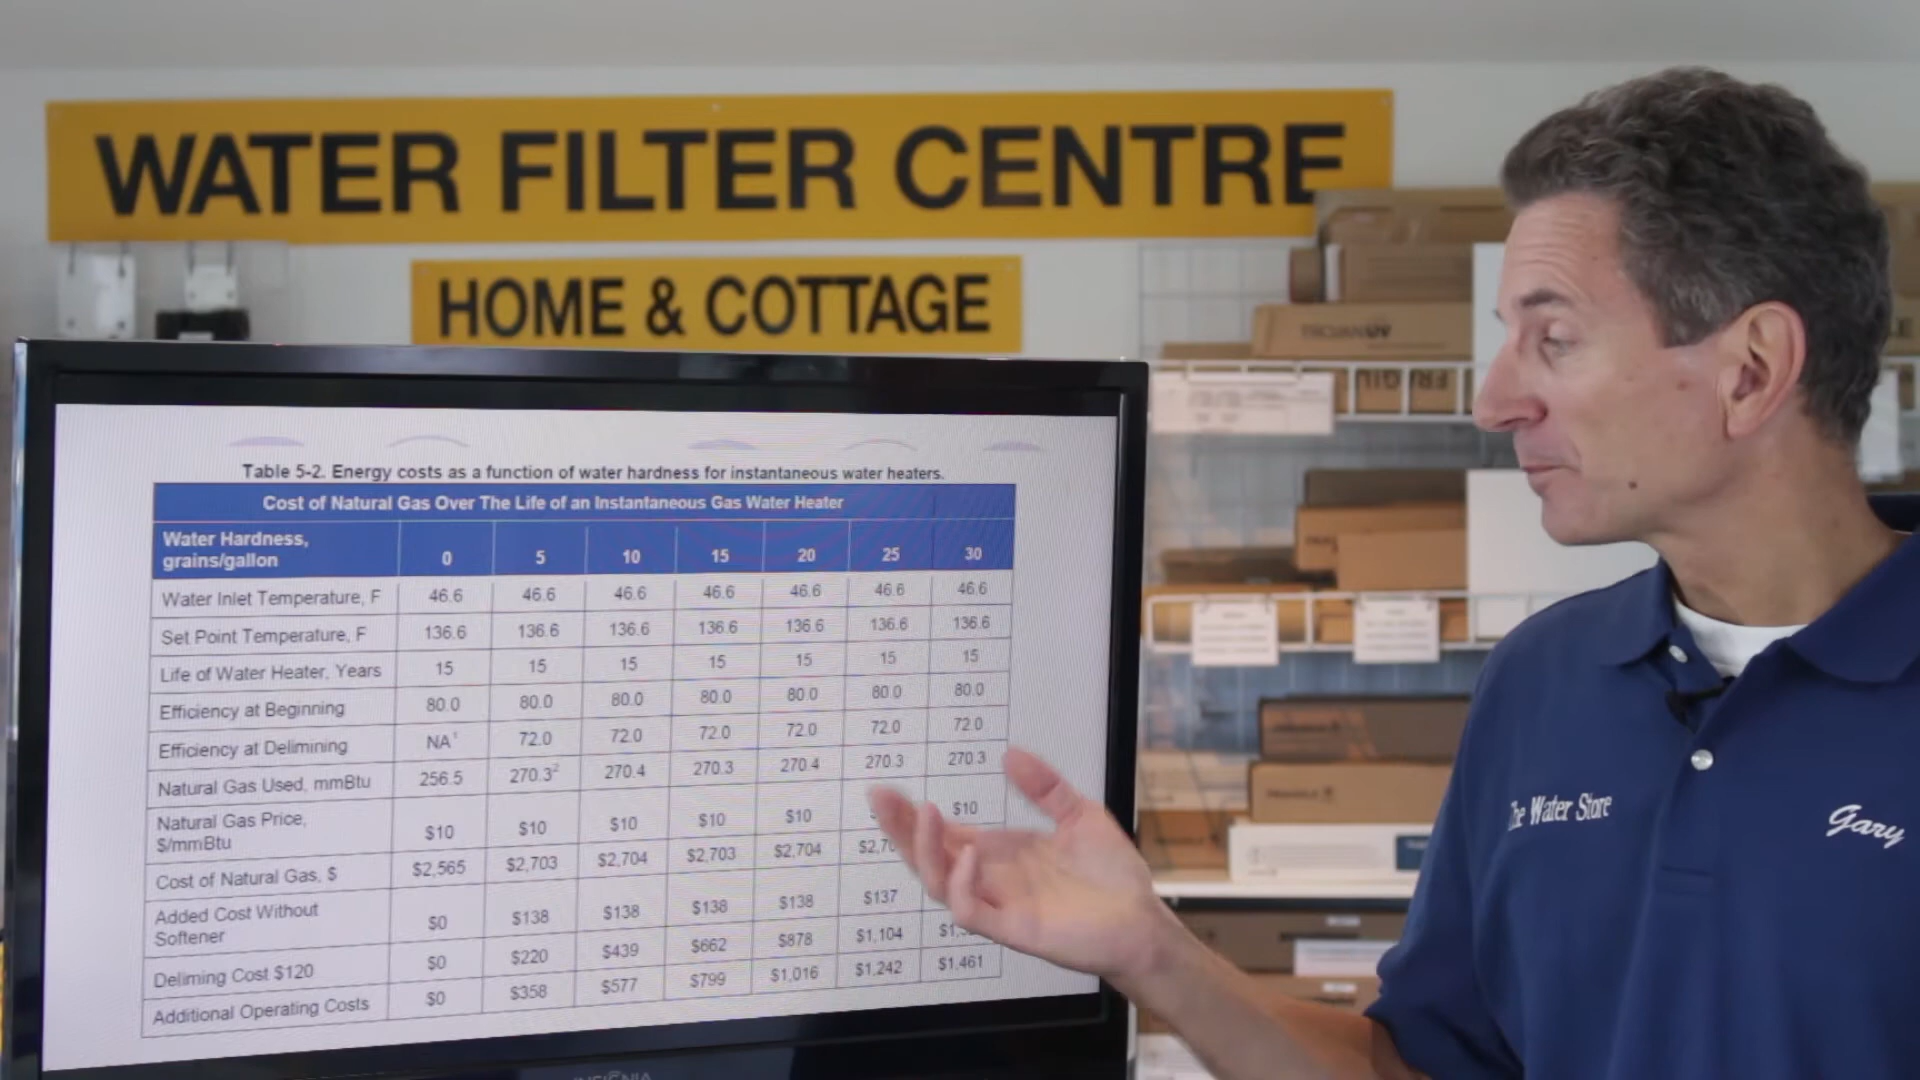 WATER FILTER CENTRE
HOME & COTTAGE
TROJANUV
Table 5-2. Energy costs as a function of water hardness for instantaneous water heaters.
Cost of Natural Gas Over The Life of an Instantaneous Gas Water Heater
Water Hardness, grains/gallon 0 5 10 15 20 25 30
Water Inlet Temperature, F 46.6 46.6 46.6 46.6 46.6 46.6 46.6
Set Point Temperature, F 136.6 136.6 136.6 136.6 136.6 136.6 136.6
Life of Water Heater, Years 15 15 15 15 15 15 15
Efficiency at Beginning 80.0 80.0 80.0 80.0 80.0 80.0 80.0
Efficiency at Delimining NA¹ 72.0 72.0 72.0 72.0 72.0 72.0
Natural Gas Used, mmBtu 256.5 270.3² 270.4 270.3 270.4 270.3 270.3
Natural Gas Price, $/mmBtu $10 $10 $10 $10 $10 $10
Cost of Natural Gas, $ $2,565 $2,703 $2,704 $2,703 $2,704
Added Cost Without Softener $0 $138 $138 $138 $138 $137
Deliming Cost $120 $0 $220 $439 $662 $878 $1,104
Additional Operating Costs $0 $358 $577 $799 $1,016 $1,242 $1,461
The Water Store
Gary